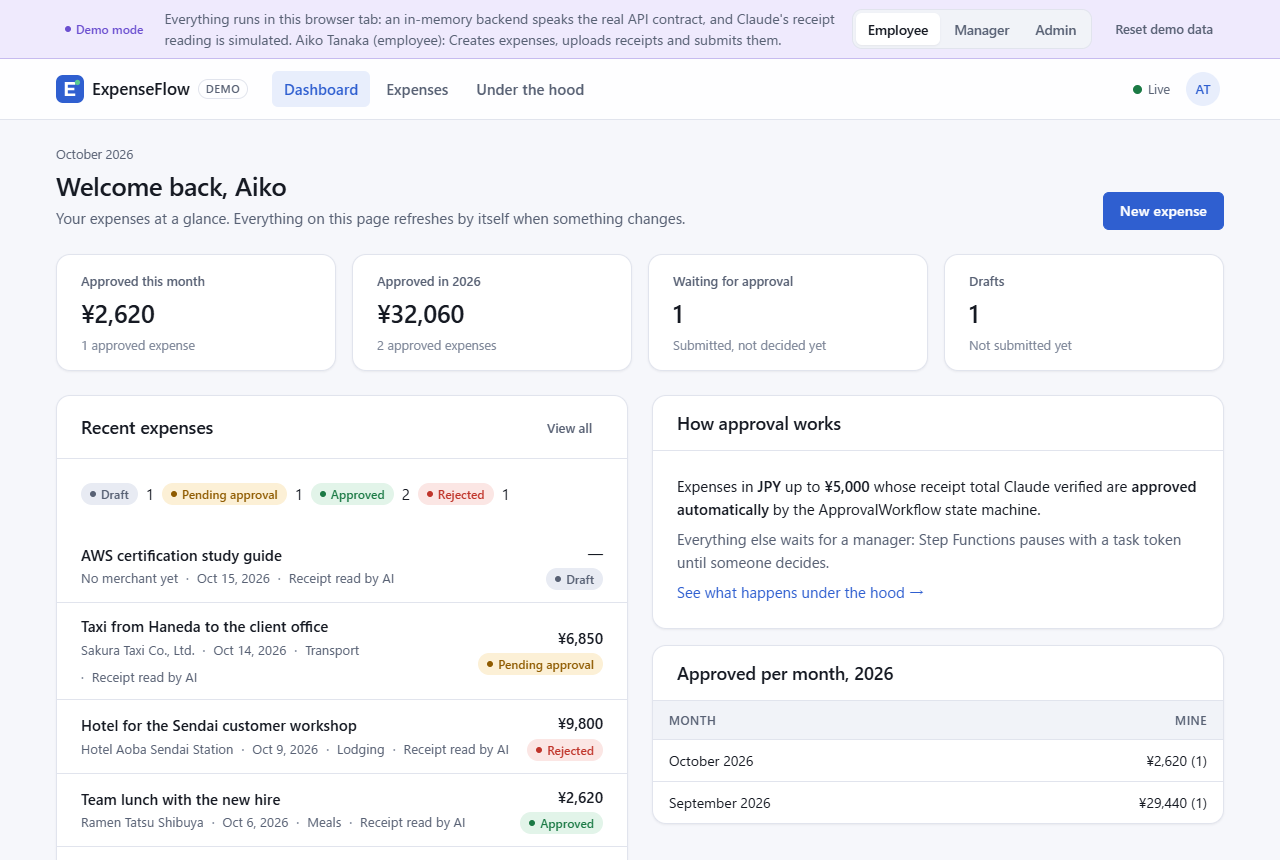 Demo mode
Everything runs in this browser tab: an in-memory backend speaks the real API contract, and Claude's receipt
reading is simulated. Aiko Tanaka (employee): Creates expenses, uploads receipts and submits them.
Employee
Manager
Admin
Reset demo data
E
ExpenseFlow
DEMO
Dashboard
Expenses
Under the hood
Live
AT
October 2026
Welcome back, Aiko
Your expenses at a glance. Everything on this page refreshes by itself when something changes.
New expense
Approved this month
¥2,620
1 approved expense
Approved in 2026
¥32,060
2 approved expenses
Waiting for approval
1
Submitted, not decided yet
Drafts
1
Not submitted yet
Recent expenses
View all
Draft 1 Pending approval 1 Approved 2 Rejected 1
AWS certification study guide
—
No merchant yet · Oct 15, 2026 · Receipt read by AI
Draft
Taxi from Haneda to the client office
¥6,850
Sakura Taxi Co., Ltd. · Oct 14, 2026 · Transport
· Receipt read by AI
Pending approval
Hotel for the Sendai customer workshop
¥9,800
Hotel Aoba Sendai Station · Oct 9, 2026 · Lodging · Receipt read by AI
Rejected
Team lunch with the new hire
¥2,620
Ramen Tatsu Shibuya · Oct 6, 2026 · Meals · Receipt read by AI
Approved
How approval works
Expenses in JPY up to ¥5,000 whose receipt total Claude verified are approved
automatically by the ApprovalWorkflow state machine.
Everything else waits for a manager: Step Functions pauses with a task token
until someone decides.
See what happens under the hood →
Approved per month, 2026
MONTH MINE
October 2026 ¥2,620 (1)
September 2026 ¥29,440 (1)